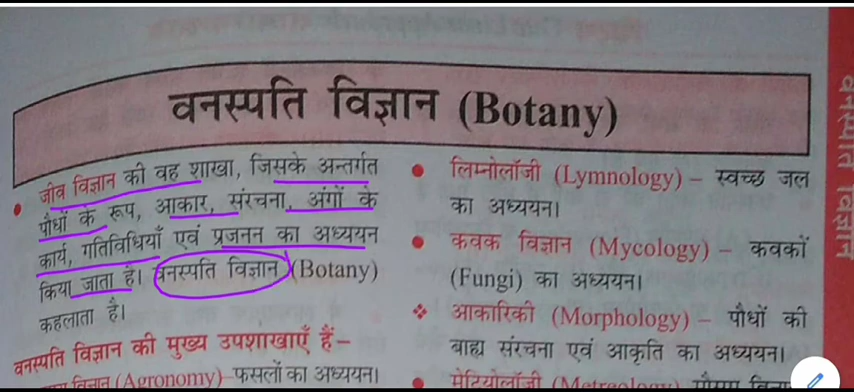 वनस्पति विज्ञान (Botany)
जीव विज्ञान की वह शाखा, जिसके अन्तर्गत
पौधों के रूप, आकार, संरचना, अंगों के
कार्य, गतिविधियाँ एवं प्रजनन का अध्ययन
किया जाता है। वनस्पति विज्ञान (Botany)
कहलाता है।
वनस्पति विज्ञान की मुख्य उपशाखाएँ हैं–
विज्ञान (Agronomy)–फसलों का अध्ययन।
लिम्नोलॉजी (Lymnology) – स्वच्छ जल
का अध्ययन।
कवक विज्ञान (Mycology) – कवकों
(Fungi) का अध्ययन।
आकारिकी (Morphology) – पौधों की
बाह्य संरचना एवं आकृति का अध्ययन।
मेटियोलॉजी (Metreology)
वनस्पति विज्ञान